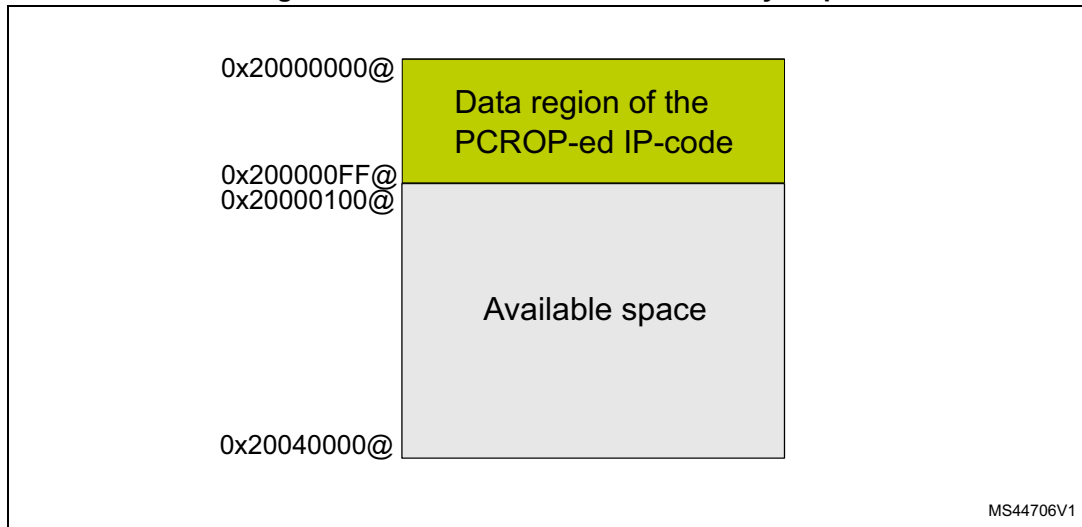 0x20000000@
Data region of the
PCROP-ed IP-code
0x200000FF@
0x20000100@
Available space
0x20040000@
MS44706V1